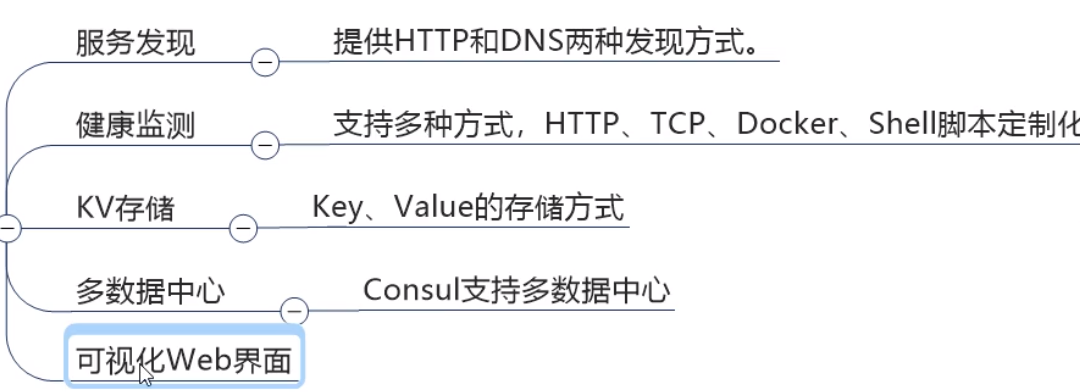 服务发现
提供HTTP和DNS两种发现方式。
健康监测
支持多种方式，HTTP、TCP、Docker、Shell脚本定制化
KV存储
Key、Value的存储方式
多数据中心
Consul支持多数据中心
可视化Web界面